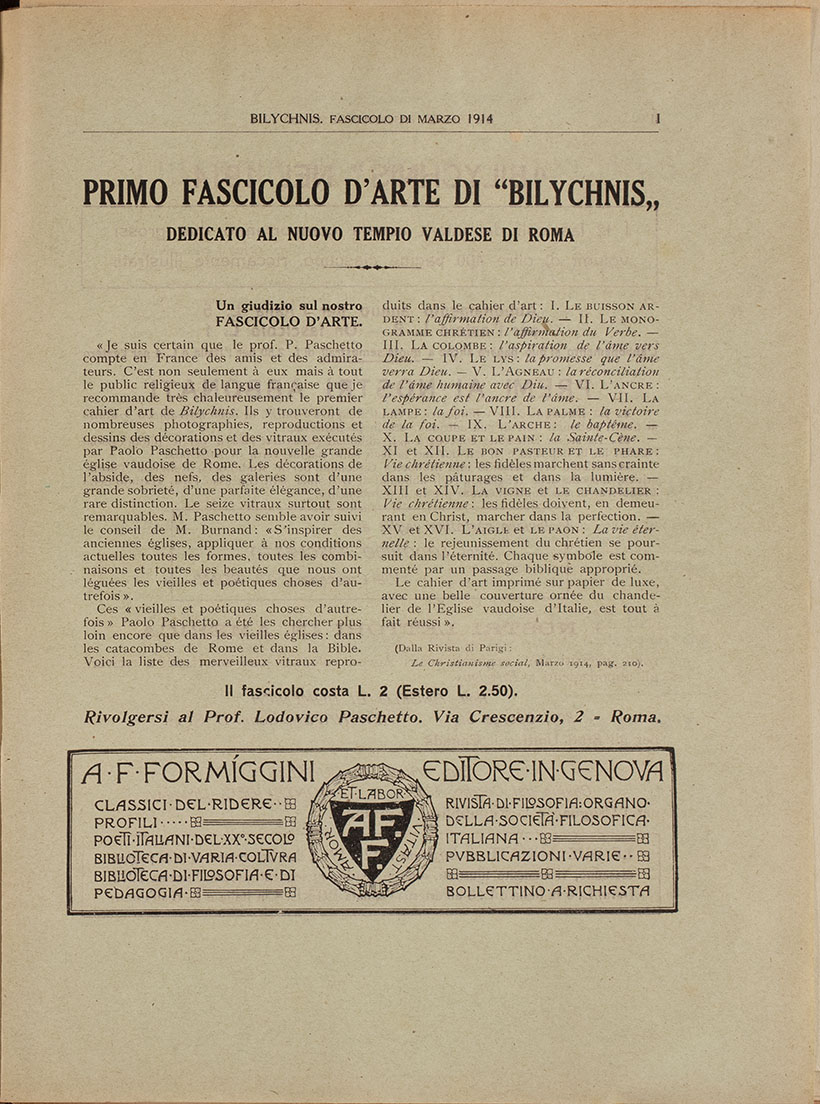 BILYCHNIS. FASCICOLO DI MARZO 1914 I
PRIMO FASCICOLO D'ARTE DI “BILYCHNIS„
DEDICATO AL NUOVO TEMPIO VALDESE DI ROMA
Un giudizio sul nostro
FASCICOLO D'ARTE.
«Je suis certain que le prof. P. Paschetto
compte en France des amis et des admira-
teurs. C'est non seulement à eux mais à tout
le public religieux de langue française que je
recommande très chaleureusement le premier
cahier d'art de Bilychnis. Ils y trouveront de
nombreuses photographies, reproductions et
dessins des décorations et des vitraux exécutés
par Paolo Paschetto pour la nouvelle grande
église vaudoise de Rome. Les décorations de
l'abside, des nefs, des galeries sont d'une
grande sobriété, d'une parfaite élégance, d'une
rare distinction. Le seize vitraux surtout sont
remarquables. M. Paschetto semble avoir suivi
le conseil de M. Burnand: «S'inspirer des
anciennes églises, appliquer à nos conditions
actuelles toutes les formes, toutes les combi-
naisons et toutes les beautés que nous ont
léguées les vieilles et poétiques choses d'au-
trefois».
Ces «vieilles et poétiques choses d'autre-
fois» Paolo Paschetto a été les chercher plus
loin encore que dans les vieilles églises: dans
les catacombes de Rome et dans la Bible.
Voici la liste des merveilleux vitraux repro-
duits dans le cahier d'art: I. LE BUISSON AR-
DENT: l'affirmation de Dieu. — II. LE MONO-
GRAMME CHRÉTIEN: l'affirmation du Verbe. —
III. LA COLOMBE: l'aspiration de l'âme vers
Dieu. — IV. LE LYS: la promesse que l'âme
verra Dieu. — V. L'AGNEAU: la réconciliation
de l'âme humaine avec Diu. — VI. L'ANCRE:
l'espérance est l'ancre de l'âme. — VII. LA
LAMPE: la foi. — VIII. LA PALME: la victoire
de la foi. — IX. L'ARCHE: le baptême. —
X. LA COUPE ET LE PAIN: la Sainte-Cène. —
XI et XII. LE BON PASTEUR ET LE PHARE:
Vie chrétienne: les fidèles marchent sans crainte
dans les pâturages et dans la lumière. —
XIII et XIV. LA VIGNE et LE CHANDELIER:
Vie chrétienne: les fidèles doivent, en demeu-
rant en Christ, marcher dans la perfection. —
XV et XVI. L'AIGLE et LE PAON: La vie éter-
nelle: le rejeunissement du chrétien se pour-
suit dans l'éternité. Chaque symbole est com-
menté par un passage biblique approprié.
Le cahier d'art imprimé sur papier de luxe,
avec une belle couverture ornée du chande-
lier de l'Eglise vaudoise d'Italie, est tout à
fait réussi».
(Dalla Rivista di Parigi:
Le Christianisme social, Marzo 1914, pag. 210).
Il fascicolo costa L. 2 (Estero L. 2.50).
Rivolgersi al Prof. Lodovico Paschetto. Via Crescenzio, 2 - Roma.
A·F·FORMÍGGINI EDITORE·IN·GENOVA
CLASSICI·DEL·RIDERE··
PROFILI·····
POETI·ITALIANI·DEL·XX°·SECOLO
BIBLIOTECA·DI·VARIA·COLTVRA
BIBLIOTECA·DI·FILOSOFIA·E·DI
PEDAGOGIA·
AMOR ET·LABOR VITAST
A.F.
F.
RIVISTA·DI·FILOSOFIA:ORGANO·
DELLA·SOCIETÀ·FILOSOFICA·
ITALIANA···
PVBBLICAZIONI·VARIE··
BOLLETTINO·A·RICHIESTA